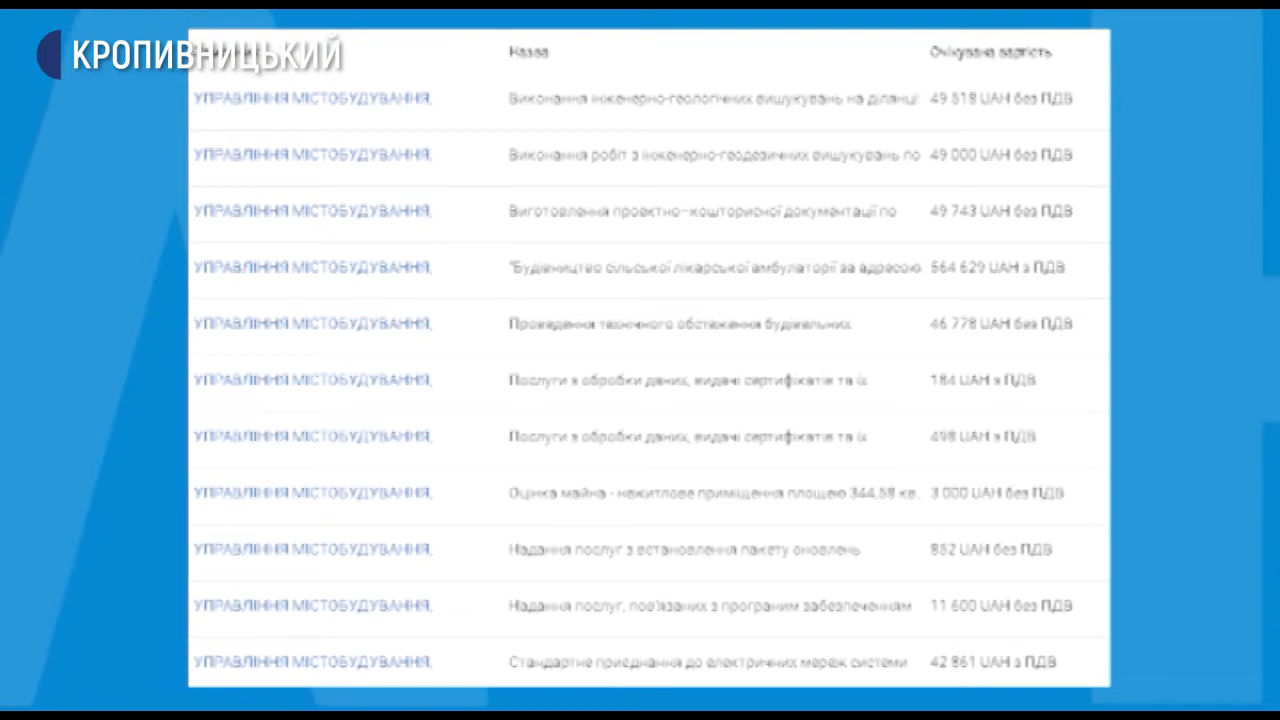 КРОПИВНИЦЬКИЙ
Назва Очікувана вартість
УПРАВЛІННЯ МІСТОБУДУВАННЯ, Виконання інженерно-геологічних вишукувань на ділянці: 49 518 UAH без ПДВ
УПРАВЛІННЯ МІСТОБУДУВАННЯ, Виконання робіт з інженерно-геодезичних вишукувань по 49 000 UAH без ПДВ
УПРАВЛІННЯ МІСТОБУДУВАННЯ, Виготовлення проектно–кошторисної документації по 49 743 UAH без ПДВ
УПРАВЛІННЯ МІСТОБУДУВАННЯ, "Будівництво сільської лікарської амбулаторії за адресою: 564 629 UAH з ПДВ
УПРАВЛІННЯ МІСТОБУДУВАННЯ, Проведення технічного обстеження будівельних 46 778 UAH без ПДВ
УПРАВЛІННЯ МІСТОБУДУВАННЯ, Послуги з обробки даних, видачі сертифікатів та їх 184 UAH з ПДВ
УПРАВЛІННЯ МІСТОБУДУВАННЯ, Послуги з обробки даних, видачі сертифікатів та їх 498 UAH з ПДВ
УПРАВЛІННЯ МІСТОБУДУВАННЯ, Оцінка майна - нежитлове приміщення площею 344,58 кв. 3 000 UAH без ПДВ
УПРАВЛІННЯ МІСТОБУДУВАННЯ, Надання послуг з встановлення пакету оновлень 852 UAH без ПДВ
УПРАВЛІННЯ МІСТОБУДУВАННЯ, Надання послуг, пов'язаних з програним забезпеченням 11 600 UAH без ПДВ
УПРАВЛІННЯ МІСТОБУДУВАННЯ, Стандартне приєднання до електричних мереж системи 42 861 UAH з ПДВ